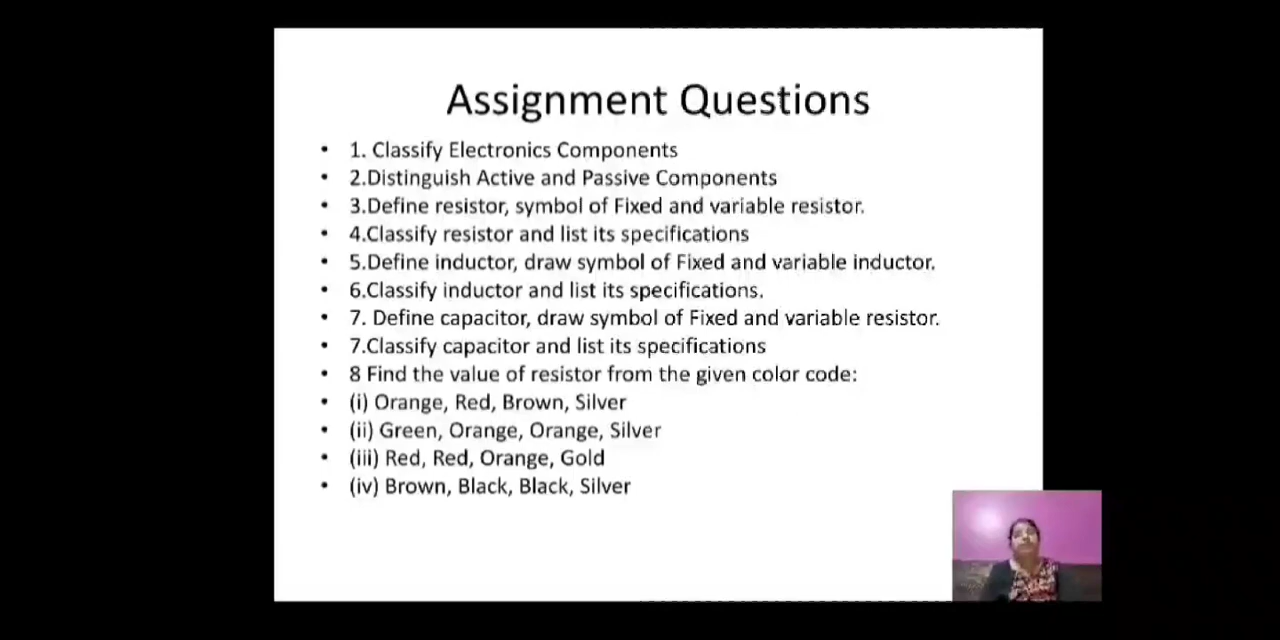 Assignment Questions
• 1. Classify Electronics Components
• 2.Distinguish Active and Passive Components
• 3.Define resistor, symbol of Fixed and variable resistor.
• 4.Classify resistor and list its specifications
• 5.Define inductor, draw symbol of Fixed and variable inductor.
• 6.Classify inductor and list its specifications.
• 7. Define capacitor, draw symbol of Fixed and variable resistor.
• 7.Classify capacitor and list its specifications
• 8 Find the value of resistor from the given color code:
• (i) Orange, Red, Brown, Silver
• (ii) Green, Orange, Orange, Silver
• (iii) Red, Red, Orange, Gold
• (iv) Brown, Black, Black, Silver